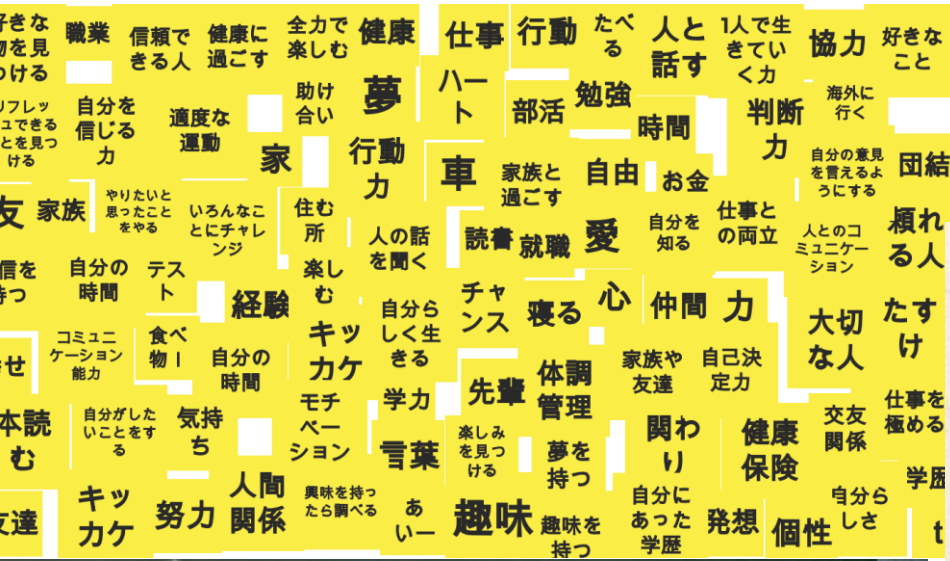 好きな
物を見
つける
職業
信頼で
きる人
健康に
過ごす
全力で
楽しむ
健康
仕事
行動
たべ
る
人と
話す
1人で生
きてい
く力
協力
好きな
こと
リフレッ
シュできる
ことを見つ
ける
自分を
信じる
力
適度な
運動
助け
合い
夢
ハー
ト
部活
勉強
時間
判断
力
海外に
行く
家
行動
力
車
家族と
過ごす
自由
お金
自分の意見
を言えるよ
うにする
団結
友
家族
やりたいと
思ったこと
をやる
いろんなこ
とにチャレ
ンジ
住む
所
人の話
を聞く
読書
就職
愛
自分を
知る
仕事と
の両立
人とのコ
ミュニケー
ション
頼れ
る人
信を
持つ
自分の
時間
テス
ト
経験
楽し
む
自分ら
しく生
きる
チャ
ンス
寝る
心
仲間
力
大切
な人
たす
け
せ
コミュニ
ケーション
能力
食べ
物ー
自分の
時間
キッ
カケ
学力
先輩
体調
管理
家族や
友達
自己決
定力
仕事を
極める
本読
む
自分がした
いことをす
る
気持
ち
モチ
ベー
ション
言葉
楽しみ
を見つ
ける
夢を
持つ
関わ
り
健康
保険
交友
関係
学歴
友達
キッ
カケ
努力
人間
関係
興味を持っ
たら調べる
あ
いー
趣味
趣味を
持つ
自分に
あった
学歴
発想
個性
自分ら
しさ
t